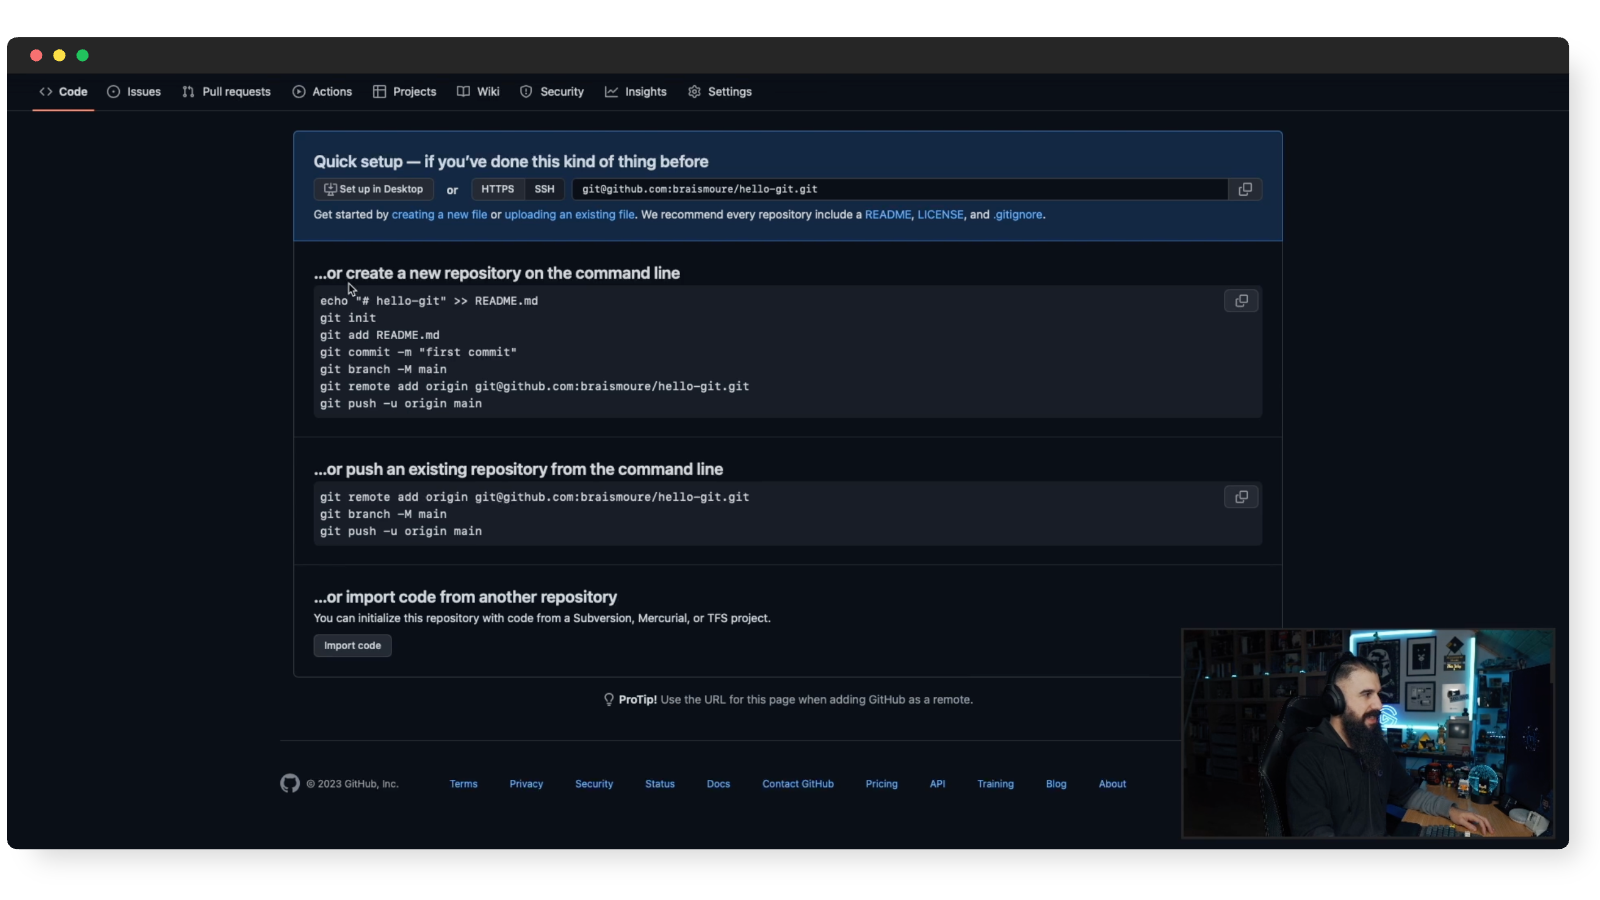 Code Issues Pull requests Actions Projects Wiki Security Insights Settings
Quick setup — if you've done this kind of thing before
Set up in Desktop or HTTPS SSH git@github.com:braismoure/hello-git.git
Get started by creating a new file or uploading an existing file. We recommend every repository include a README, LICENSE, and .gitignore.
...or create a new repository on the command line
echo "# hello-git" >> README.md
git init
git add README.md
git commit -m "first commit"
git branch -M main
git remote add origin git@github.com:braismoure/hello-git.git
git push -u origin main
...or push an existing repository from the command line
git remote add origin git@github.com:braismoure/hello-git.git
git branch -M main
git push -u origin main
...or import code from another repository
You can initialize this repository with code from a Subversion, Mercurial, or TFS project.
Import code
ProTip! Use the URL for this page when adding GitHub as a remote.
© 2023 GitHub, Inc. Terms Privacy Security Status Docs Contact GitHub Pricing API Training Blog About